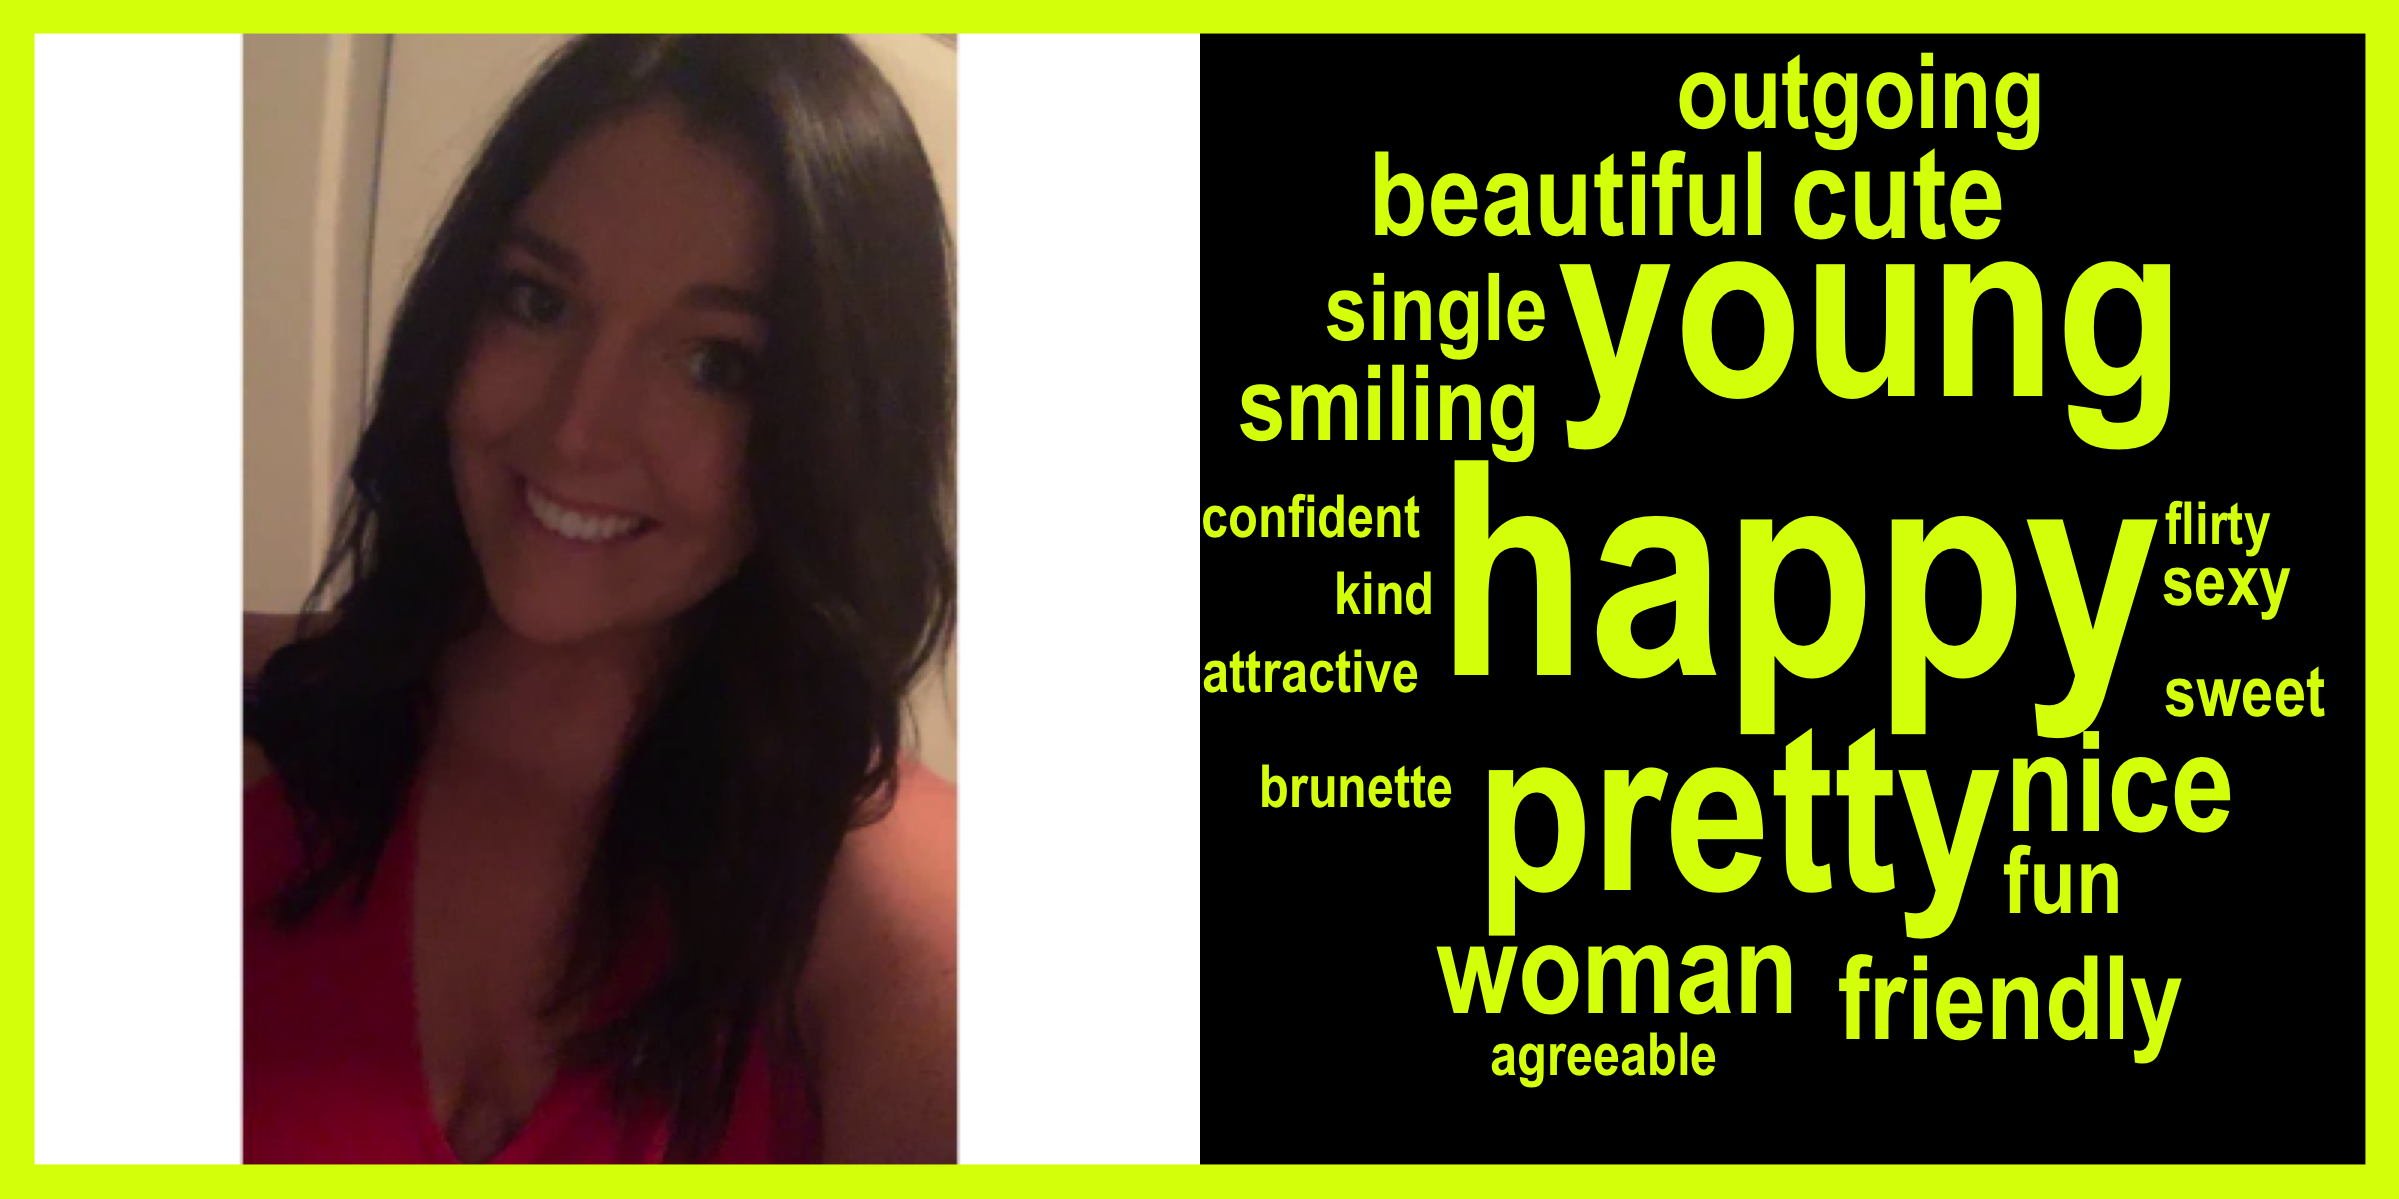 outgoing
beautiful cute
single young
smiling
confident happy flirty
kind sexy
attractive sweet
brunette pretty nice
fun
woman friendly
agreeable